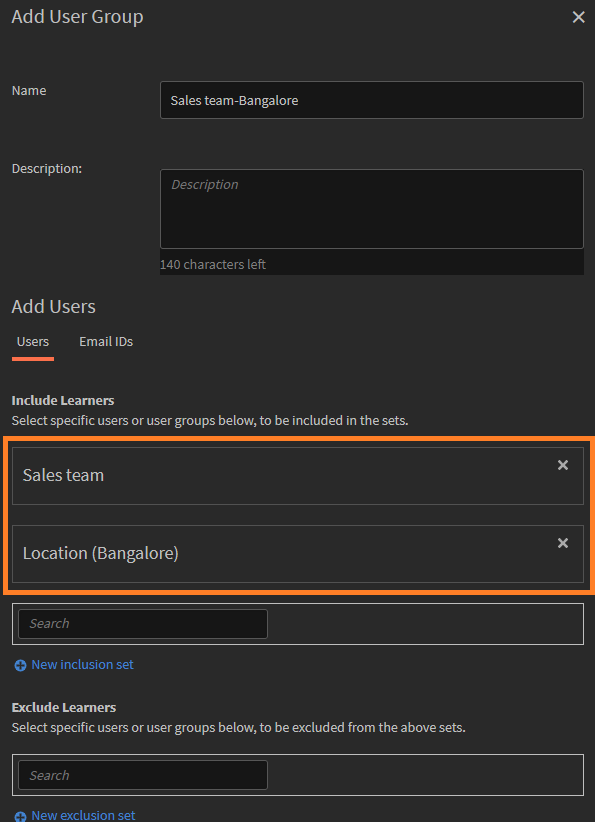 Add User Group
Name
Sales team-Bangalore
Description:
Description
140 characters left
Add Users
Users
Email IDs
Include Learners
Select specific users or user groups below, to be included in the sets.
Sales team
Location (Bangalore)
Search
New inclusion set
Exclude Learners
Select specific users or user groups below, to be excluded from the above sets.
Search
New exclusion set